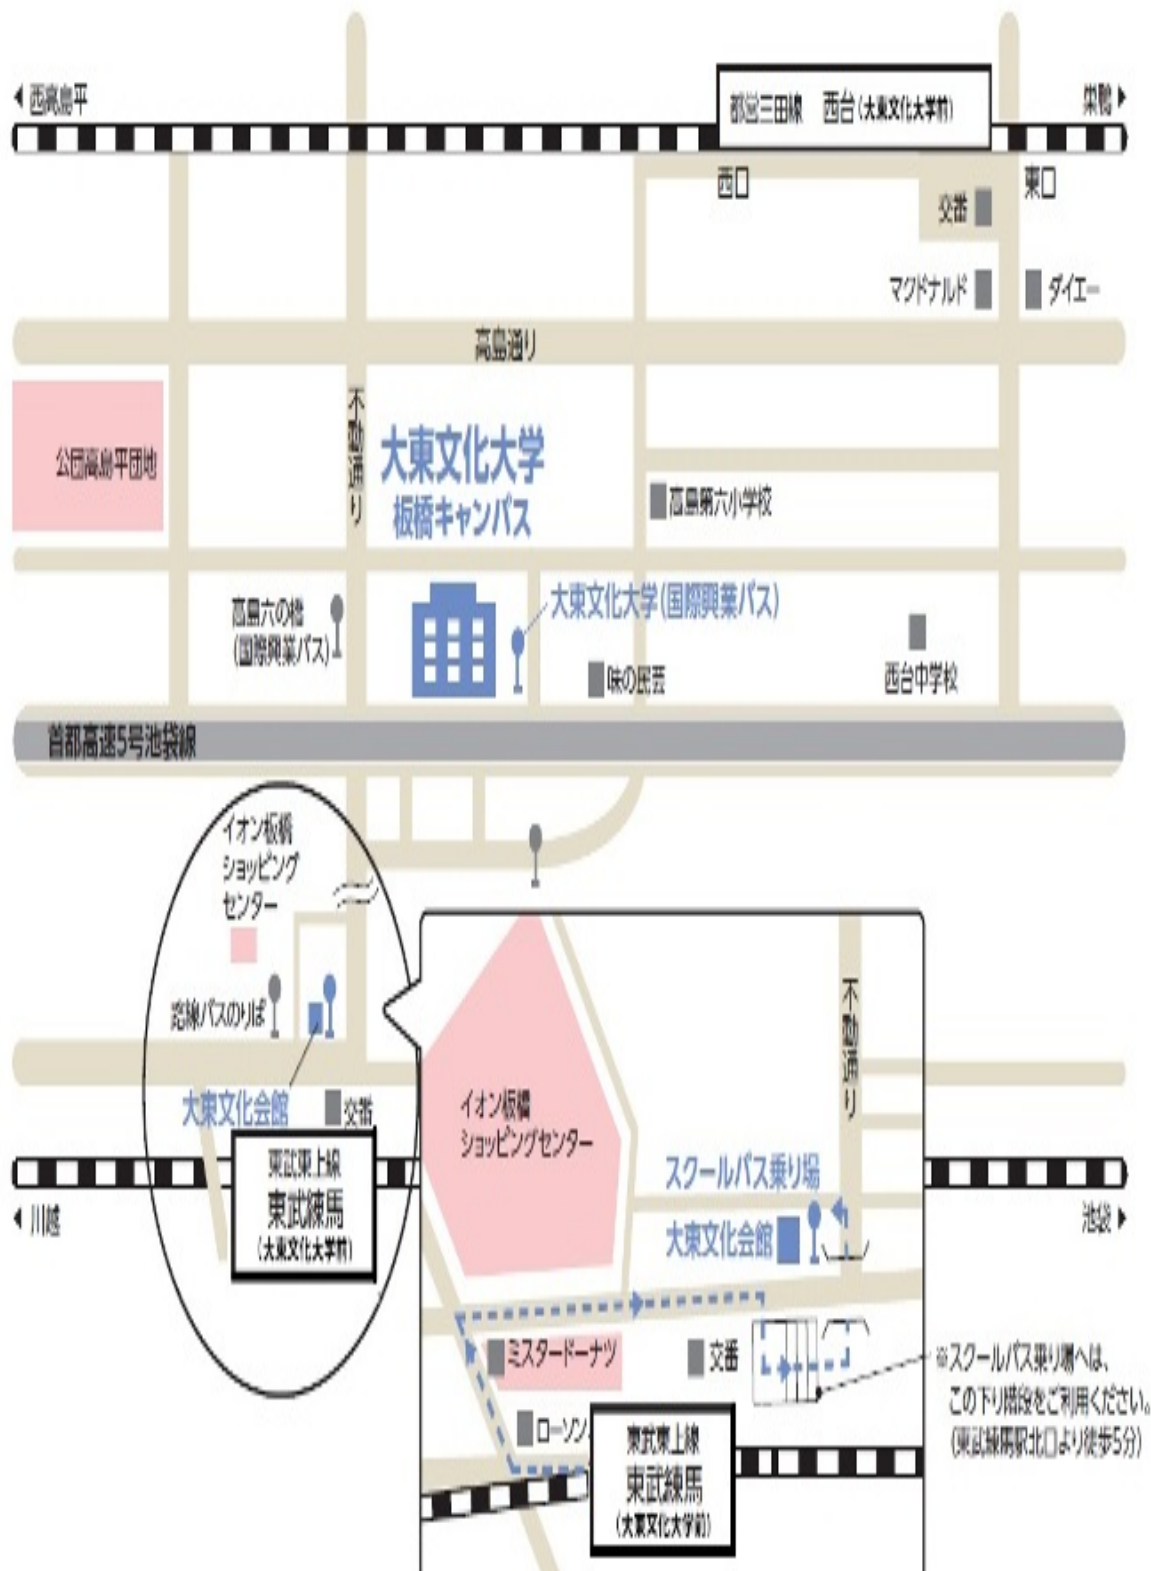 西高島平
都営三田線 西台(大東文化大学前)
巣鴨
西口
東口
交番
マクドナルド
ダイエー
高島通り
不動通り
公団高島平団地
大東文化大学
板橋キャンパス
高島第六小学校
高島六の橋
(国際興業バス)
大東文化大学(国際興業バス)
味の民芸
西台中学校
首都高速5号池袋線
イオン板橋
ショッピング
センター
路線バスのりば
大東文化会館
交番
東武東上線
東武練馬
(大東文化大学前)
川越
池袋
不動通り
イオン板橋
ショッピングセンター
スクールバス乗り場
大東文化会館
ミスタードーナツ
交番
ローソン
東武東上線
東武練馬
(大東文化大学前)
※スクールバス乗り場へは、
この下り階段をご利用ください。
(東武練馬駅北口より徒歩5分)